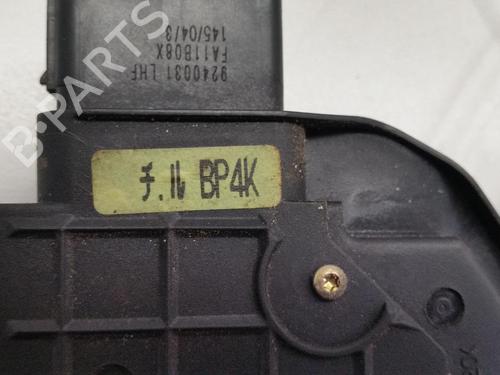 145/04/3
FA11B08X
9240031 LHF
チ.ル BP4K
B-PARTS